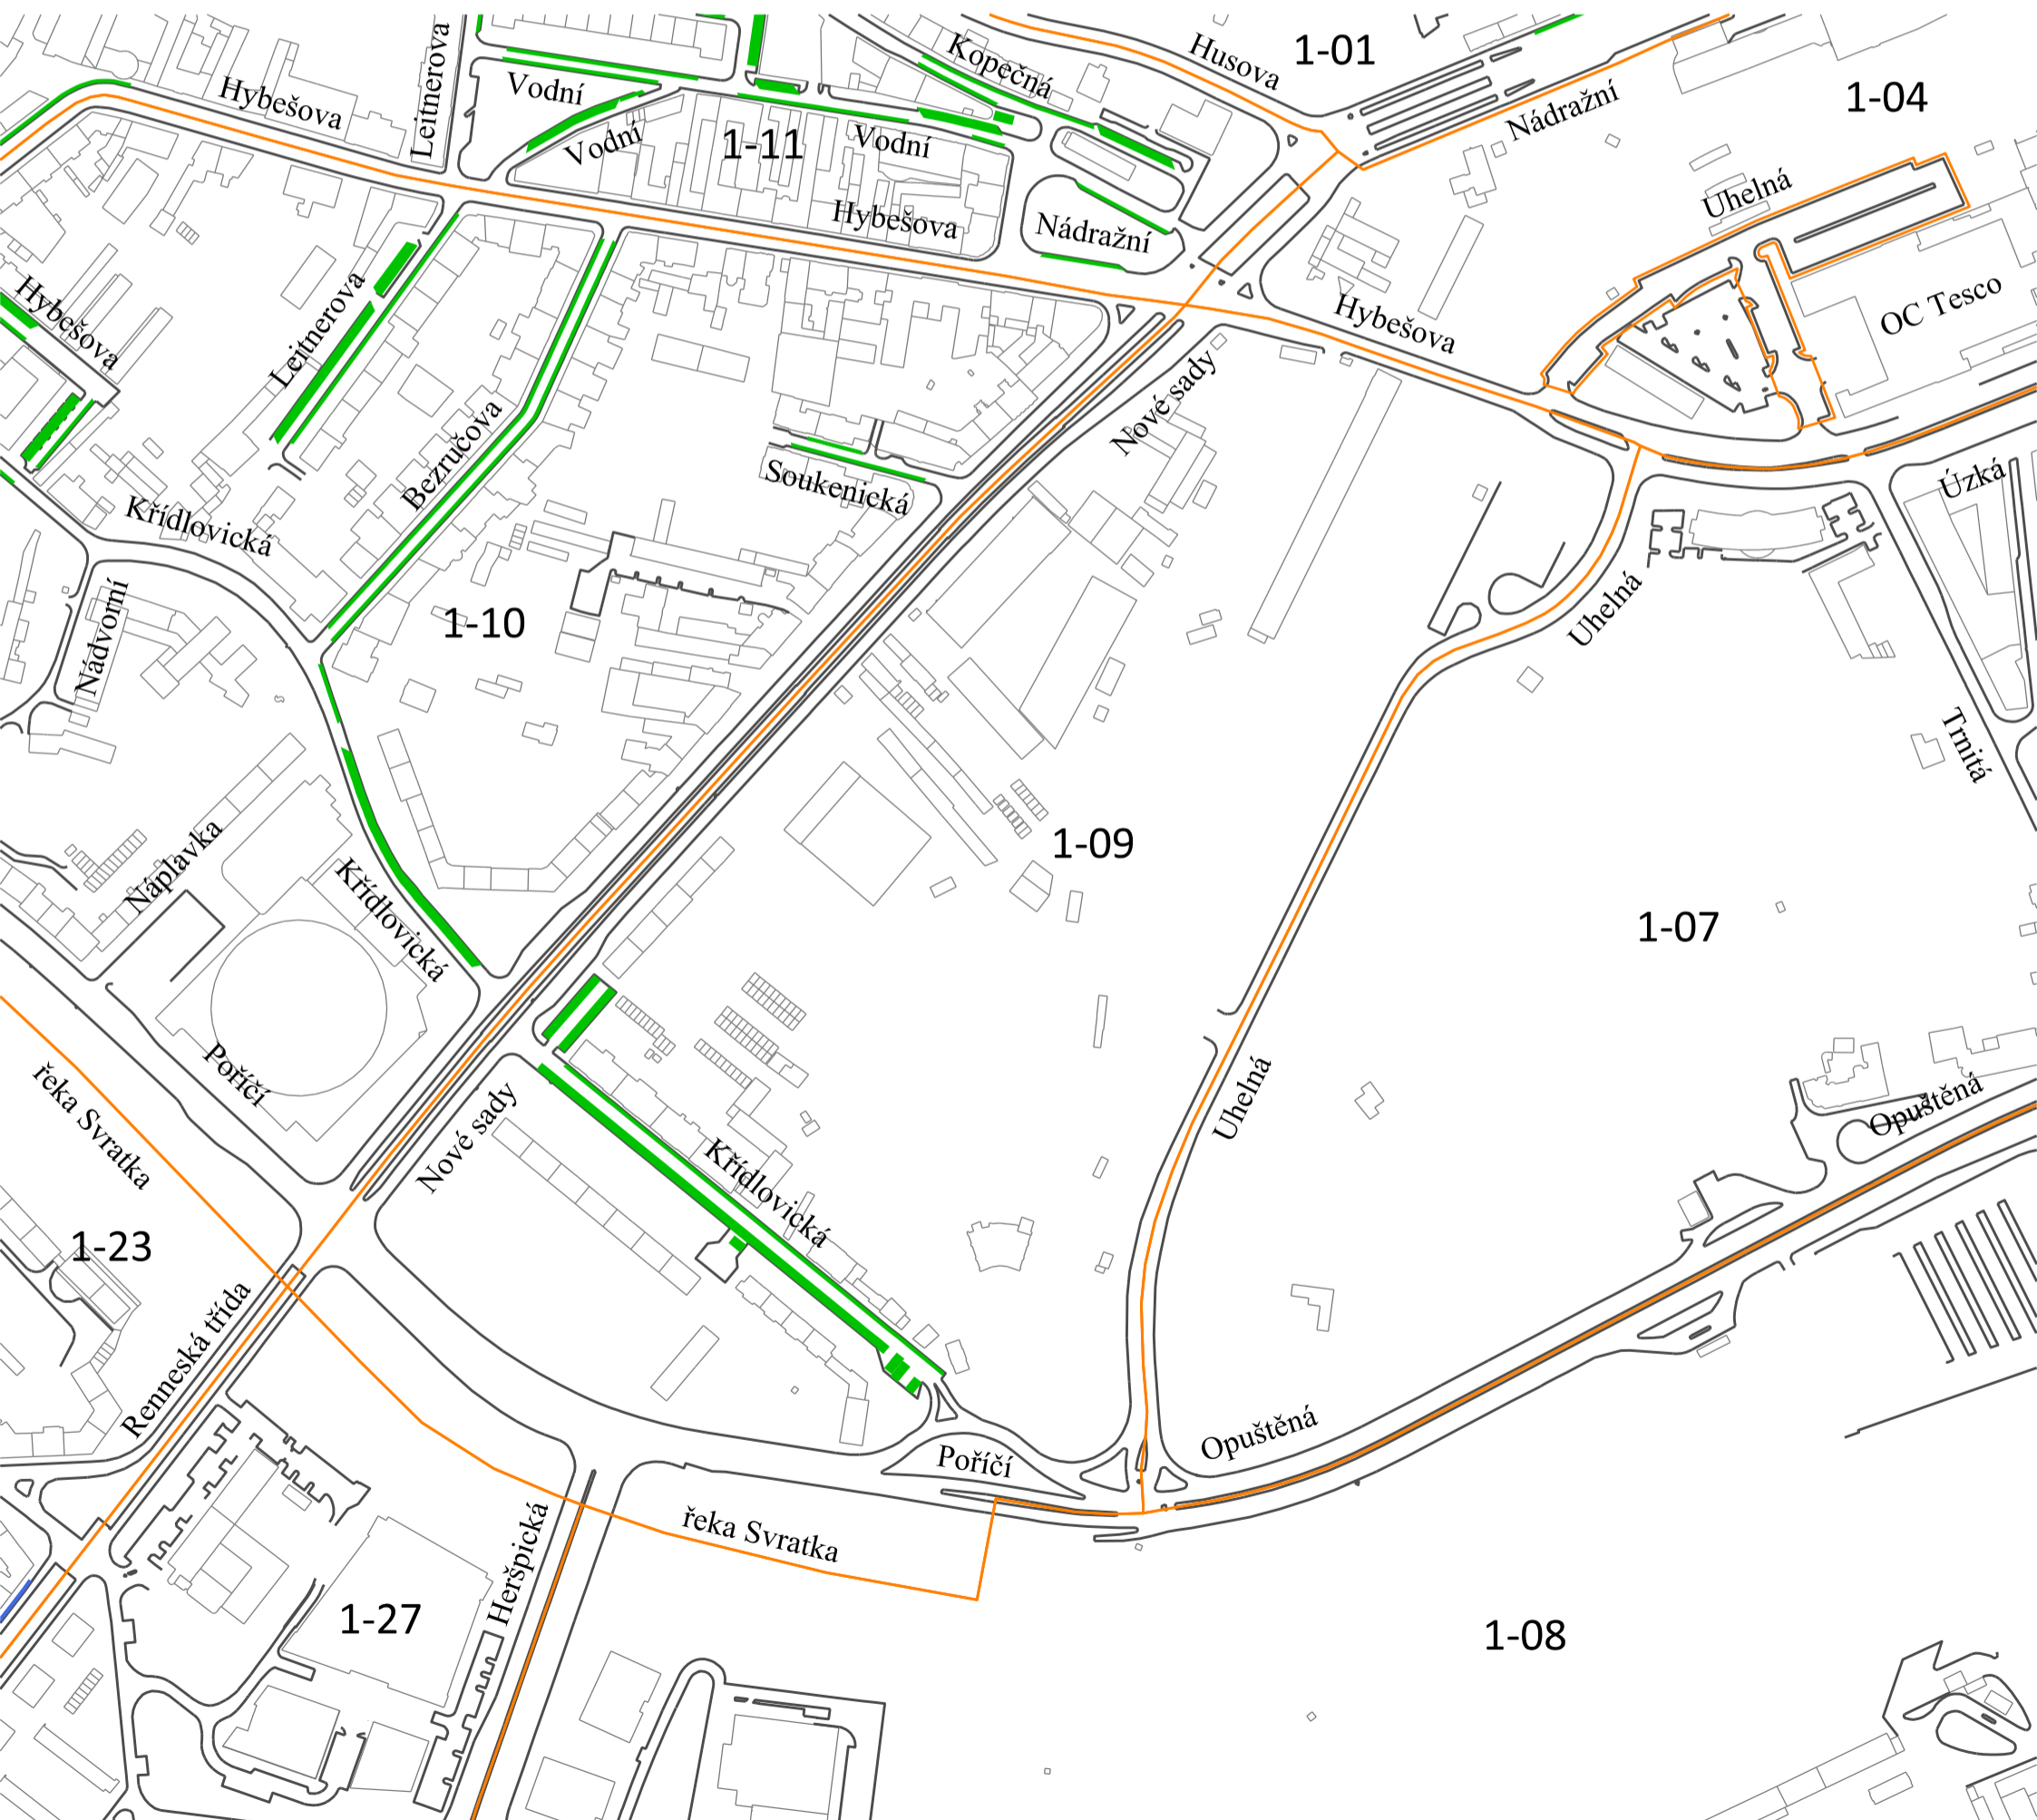 Husova
1-01
Leitnerova
Kopečná
Vodní
Hybešova
1-04
Nádražní
Vodní
1-11
Vodní
Uhelná
Hybešova
Nádražní
Hybešova
Leitnerova
OC Tesco
Hybešova
Nové sady
Bezručova
Soukenická
Úzká
Křídlovická
Uhelná
1-10
Nádvorní
Trnitá
1-09
Náplavka
Křídlovická
1-07
Poříčí
řeka Svratka
Uhelná
Opuštěná
Nové sady
Křídlovická
1-23
Renneská třída
Opuštěná
Poříčí
řeka Svratka
Heršpická
1-27
1-08